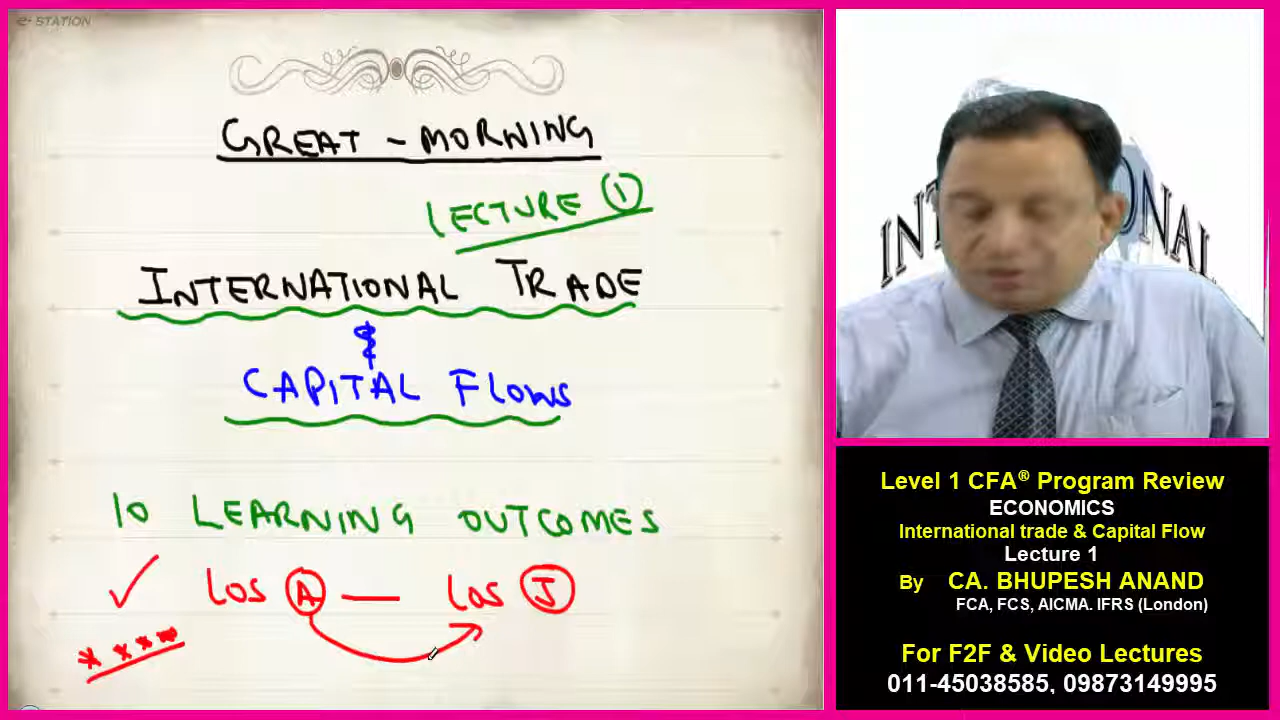 e-STATION
GREAT - MORNING
LECTURE 1
INTERNATIONAL TRADE
&
CAPITAL Flows
10 LEARNING OUTCOMES
✓ LOS A — LOS J
****
INTERNATIONAL
Level 1 CFA® Program Review
ECONOMICS
International trade & Capital Flow
Lecture 1
By CA. BHUPESH ANAND
FCA, FCS, AICMA. IFRS (London)
For F2F & Video Lectures
011-45038585, 09873149995